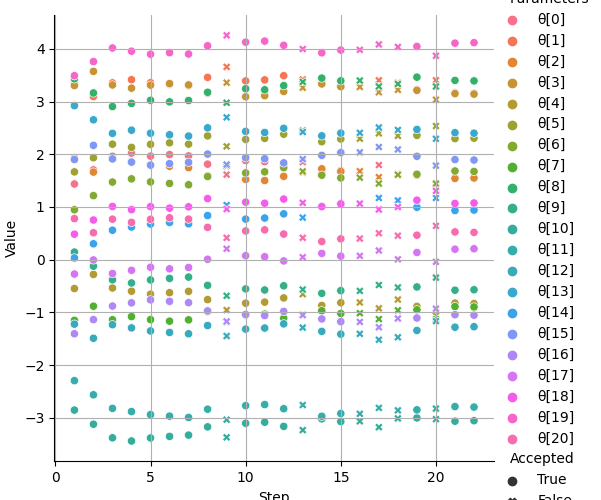 Parameters
θ[0]
θ[1]
θ[2]
θ[3]
θ[4]
θ[5]
θ[6]
θ[7]
θ[8]
θ[9]
θ[10]
θ[11]
θ[12]
θ[13]
θ[14]
θ[15]
θ[16]
θ[17]
θ[18]
θ[19]
θ[20]
Accepted
True
False
4
3
2
1
0
−1
−2
−3
Value
0 5 10 15 20
Step